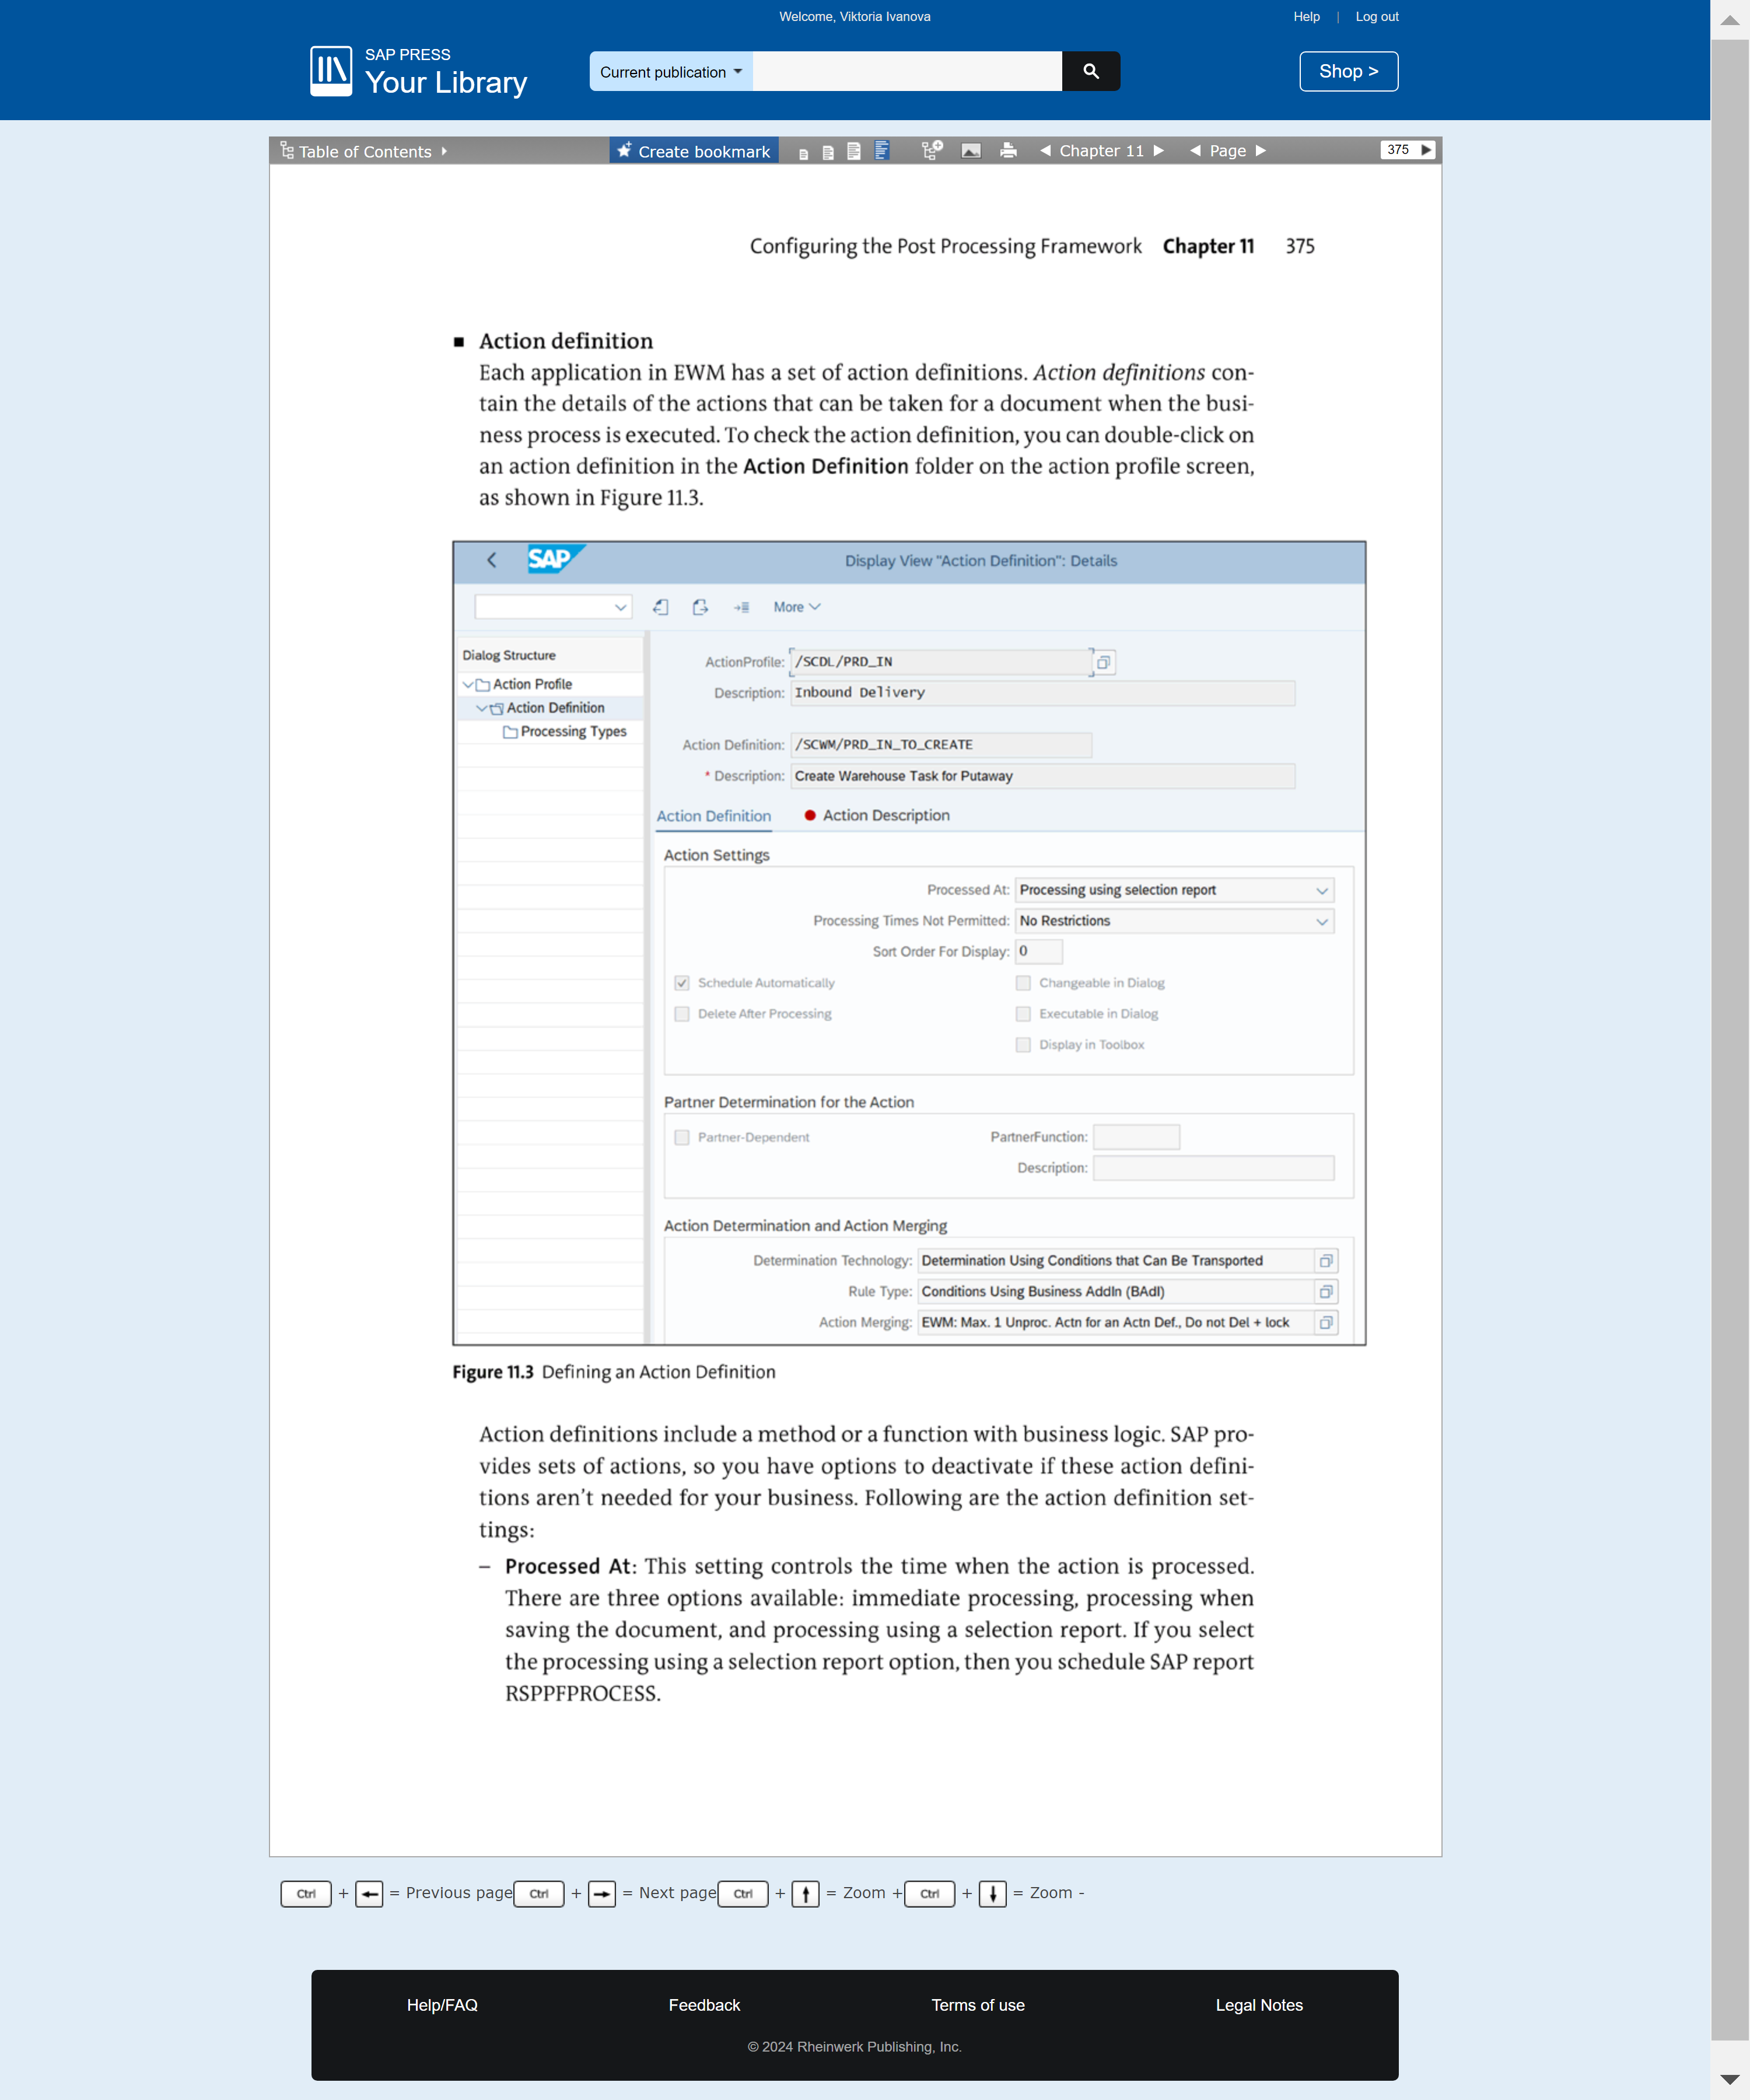 Welcome, Viktoria Ivanova
Help | Log out
SAP PRESS
Your Library
Current publication
Shop >
Table of Contents
Create bookmark
Chapter 11
Page
375
Configuring the Post Processing Framework Chapter 11 375
■ Action definition
Each application in EWM has a set of action definitions. Action definitions con-
tain the details of the actions that can be taken for a document when the busi-
ness process is executed. To check the action definition, you can double-click on
an action definition in the Action Definition folder on the action profile screen,
as shown in Figure 11.3.
SAP
Display View "Action Definition": Details
More
Dialog Structure
Action Profile
Action Definition
Processing Types
ActionProfile: /SCDL/PRD_IN
Description: Inbound Delivery
Action Definition: /SCWM/PRD_IN_TO_CREATE
* Description: Create Warehouse Task for Putaway
Action Definition
Action Description
Action Settings
Processed At: Processing using selection report
Processing Times Not Permitted: No Restrictions
Sort Order For Display: 0
Schedule Automatically
Changeable in Dialog
Delete After Processing
Executable in Dialog
Display in Toolbox
Partner Determination for the Action
Partner-Dependent
PartnerFunction:
Description:
Action Determination and Action Merging
Determination Technology: Determination Using Conditions that Can Be Transported
Rule Type: Conditions Using Business AddIn (BAdI)
Action Merging: EWM: Max. 1 Unproc. Actn for an Actn Def., Do not Del + lock
Figure 11.3 Defining an Action Definition
Action definitions include a method or a function with business logic. SAP pro-
vides sets of actions, so you have options to deactivate if these action defini-
tions aren't needed for your business. Following are the action definition set-
tings:
– Processed At: This setting controls the time when the action is processed.
There are three options available: immediate processing, processing when
saving the document, and processing using a selection report. If you select
the processing using a selection report option, then you schedule SAP report
RSPPFPROCESS.
Ctrl + ← = Previous page Ctrl + → = Next page Ctrl + ↑ = Zoom + Ctrl + ↓ = Zoom -
Help/FAQ
Feedback
Terms of use
Legal Notes
© 2024 Rheinwerk Publishing, Inc.